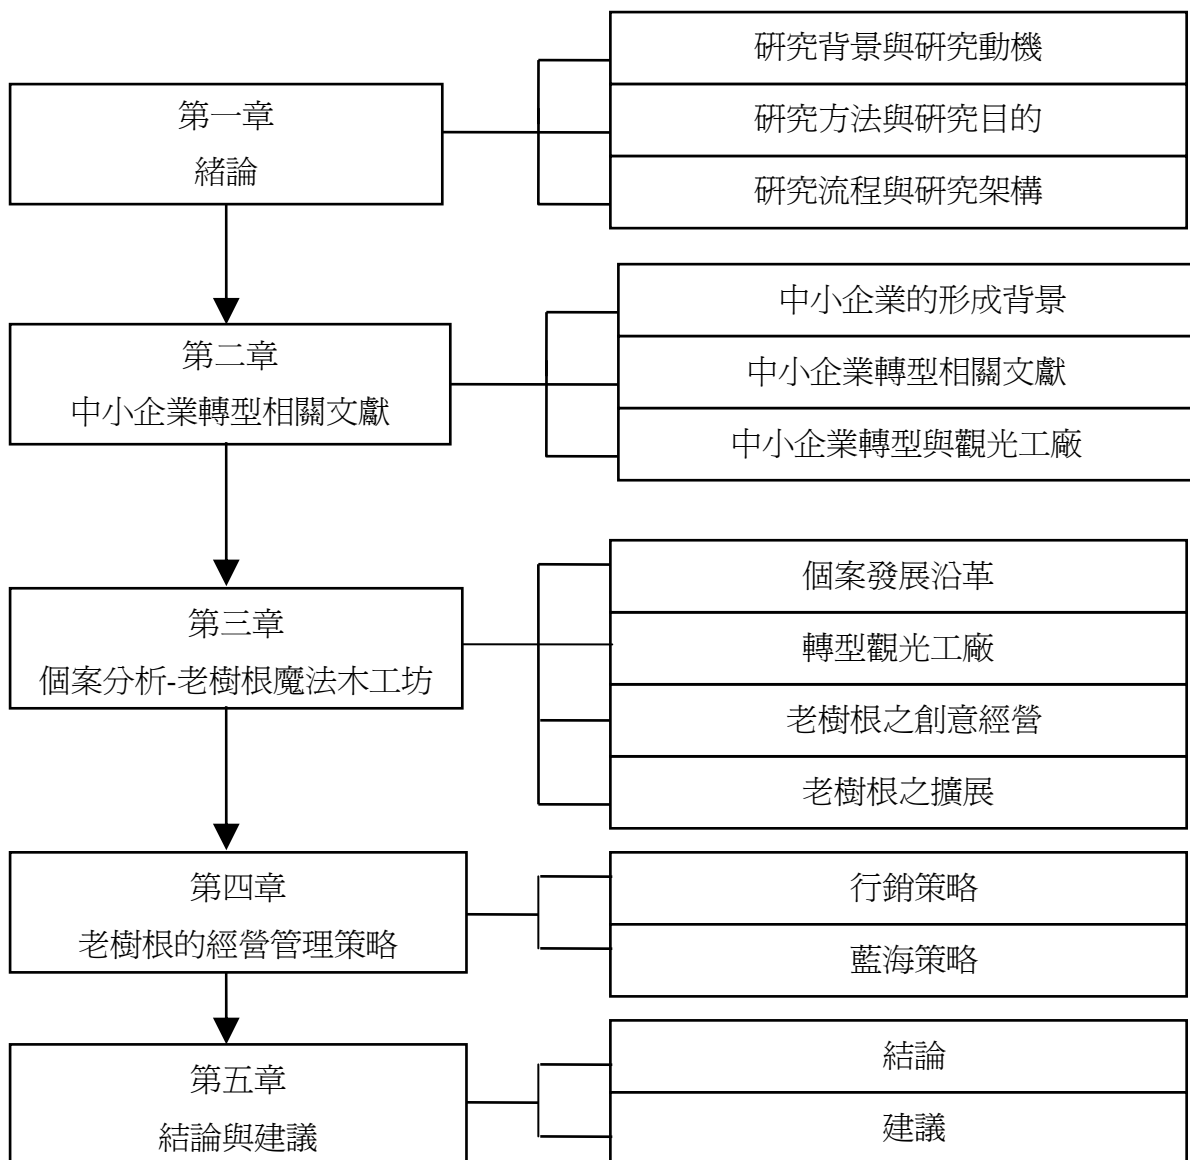 第一章
緒論
研究背景與研究動機
研究方法與研究目的
研究流程與研究架構
第二章
中小企業轉型相關文獻
中小企業的形成背景
中小企業轉型相關文獻
中小企業轉型與觀光工廠
第三章
個案分析-老樹根魔法木工坊
個案發展沿革
轉型觀光工廠
老樹根之創意經營
老樹根之擴展
第四章
老樹根的經營管理策略
行銷策略
藍海策略
第五章
結論與建議
結論
建議